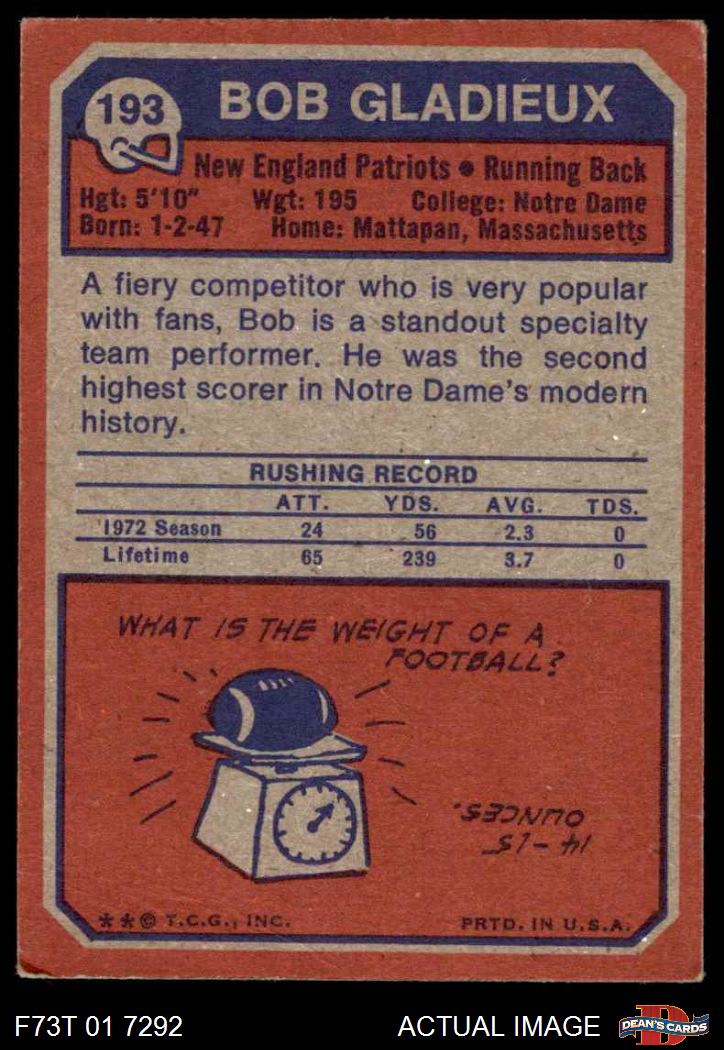 193
BOB GLADIEUX
New England Patriots • Running Back
Hgt: 5'10" Wgt: 195 College: Notre Dame
Born: 1-2-47 Home: Mattapan, Massachusetts
A fiery competitor who is very popular
with fans, Bob is a standout specialty
team performer. He was the second
highest scorer in Notre Dame's modern
history.
RUSHING RECORD
ATT. YDS. AVG. TDS.
1972 Season 24 56 2.3 0
Lifetime 65 239 3.7 0
WHAT IS THE WEIGHT OF A
FOOTBALL?
14-15
OUNCES.
**© T.C.G., INC. PRTD. IN U.S.A.
F73T 01 7292 ACTUAL IMAGE
D
DEAN'S CARDS